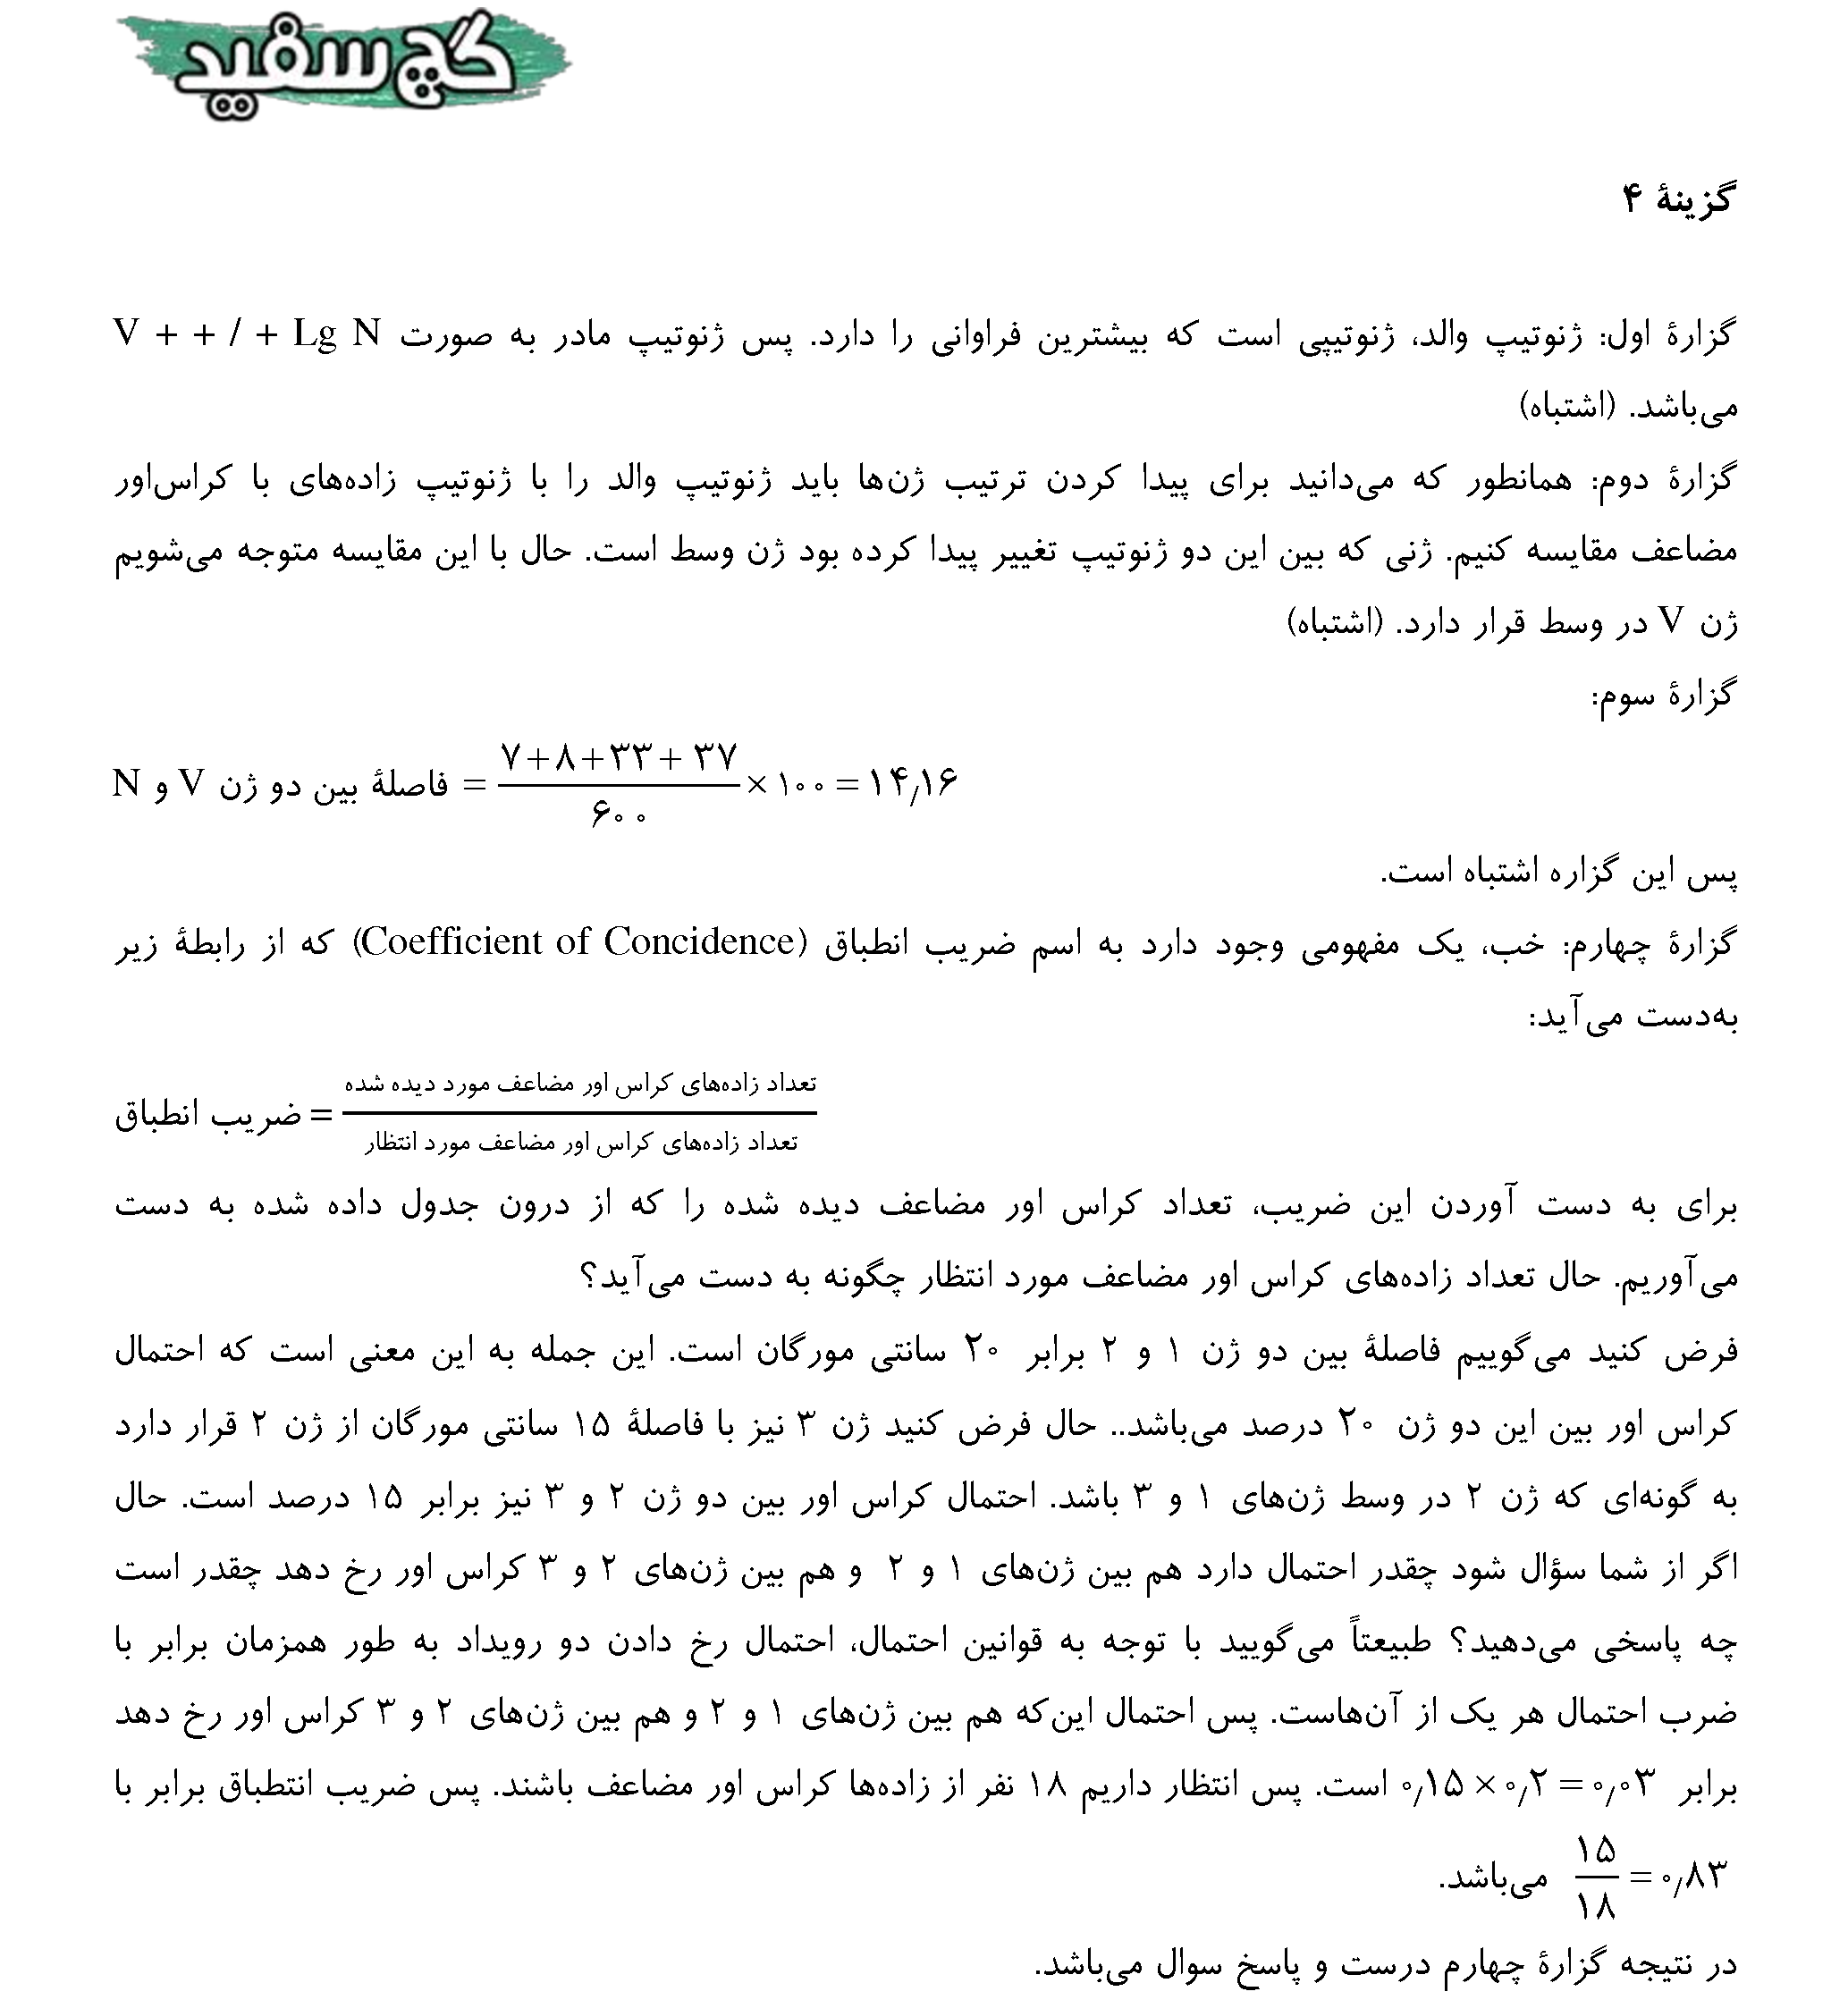 گچ سفید
گزینهٔ ۴
گزارهٔ اول: ژنوتیپ والد، ژنوتیپی است که بیشترین فراوانی را دارد. پس ژنوتیپ مادر به صورت V + + / + Lg N
می‌باشد. (اشتباه)
گزارهٔ دوم: همانطور که می‌دانید برای پیدا کردن ترتیب ژن‌ها باید ژنوتیپ والد را با ژنوتیپ زاده‌های با کراس‌اور
مضاعف مقایسه کنیم. ژنی که بین این دو ژنوتیپ تغییر پیدا کرده بود ژن وسط است. حال با این مقایسه متوجه می‌شویم
ژن V در وسط قرار دارد. (اشتباه)
گزارهٔ سوم:
فاصلهٔ بین دو ژن V و N = (۷+۸+۳۳+۳۷)/۶۰۰ × ۱۰۰ = ۱۴٫۱۶
پس این گزاره اشتباه است.
گزارهٔ چهارم: خب، یک مفهومی وجود دارد به اسم ضریب انطباق (Coefficient of Concidence) که از رابطهٔ زیر
به‌دست می‌آید:
تعداد زاده‌های کراس اور مضاعف مورد دیده شده
ضریب انطباق =
تعداد زاده‌های کراس اور مضاعف مورد انتظار
برای به دست آوردن این ضریب، تعداد کراس اور مضاعف دیده شده را که از درون جدول داده شده به دست
می‌آوریم. حال تعداد زاده‌های کراس اور مضاعف مورد انتظار چگونه به دست می‌آید؟
فرض کنید می‌گوییم فاصلهٔ بین دو ژن ۱ و ۲ برابر ۲۰ سانتی مورگان است. این جمله به این معنی است که احتمال
کراس اور بین این دو ژن ۲۰ درصد می‌باشد.. حال فرض کنید ژن ۳ نیز با فاصلهٔ ۱۵ سانتی مورگان از ژن ۲ قرار دارد
به گونه‌ای که ژن ۲ در وسط ژن‌های ۱ و ۳ باشد. احتمال کراس اور بین دو ژن ۲ و ۳ نیز برابر ۱۵ درصد است. حال
اگر از شما سؤال شود چقدر احتمال دارد هم بین ژن‌های ۱ و ۲ و هم بین ژن‌های ۲ و ۳ کراس اور رخ دهد چقدر است
چه پاسخی می‌دهید؟ طبیعتاً می‌گویید با توجه به قوانین احتمال، احتمال رخ دادن دو رویداد به طور همزمان برابر با
ضرب احتمال هر یک از آن‌هاست. پس احتمال این‌که هم بین ژن‌های ۱ و ۲ و هم بین ژن‌های ۲ و ۳ کراس اور رخ دهد
برابر ۰٫۱۵ × ۰٫۲ = ۰٫۰۳ است. پس انتظار داریم ۱۸ نفر از زاده‌ها کراس اور مضاعف باشند. پس ضریب انتطباق برابر با
۱۵/۱۸ = ۰٫۸۳ می‌باشد.
در نتیجه گزارهٔ چهارم درست و پاسخ سوال می‌باشد.